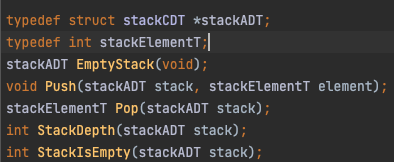 typedef struct stackCDT *stackADT;
typedef int stackElementT;
stackADT EmptyStack(void);
void Push(stackADT stack, stackElementT element);
stackElementT Pop(stackADT stack);
int StackDepth(stackADT stack);
int StackIsEmpty(stackADT stack);